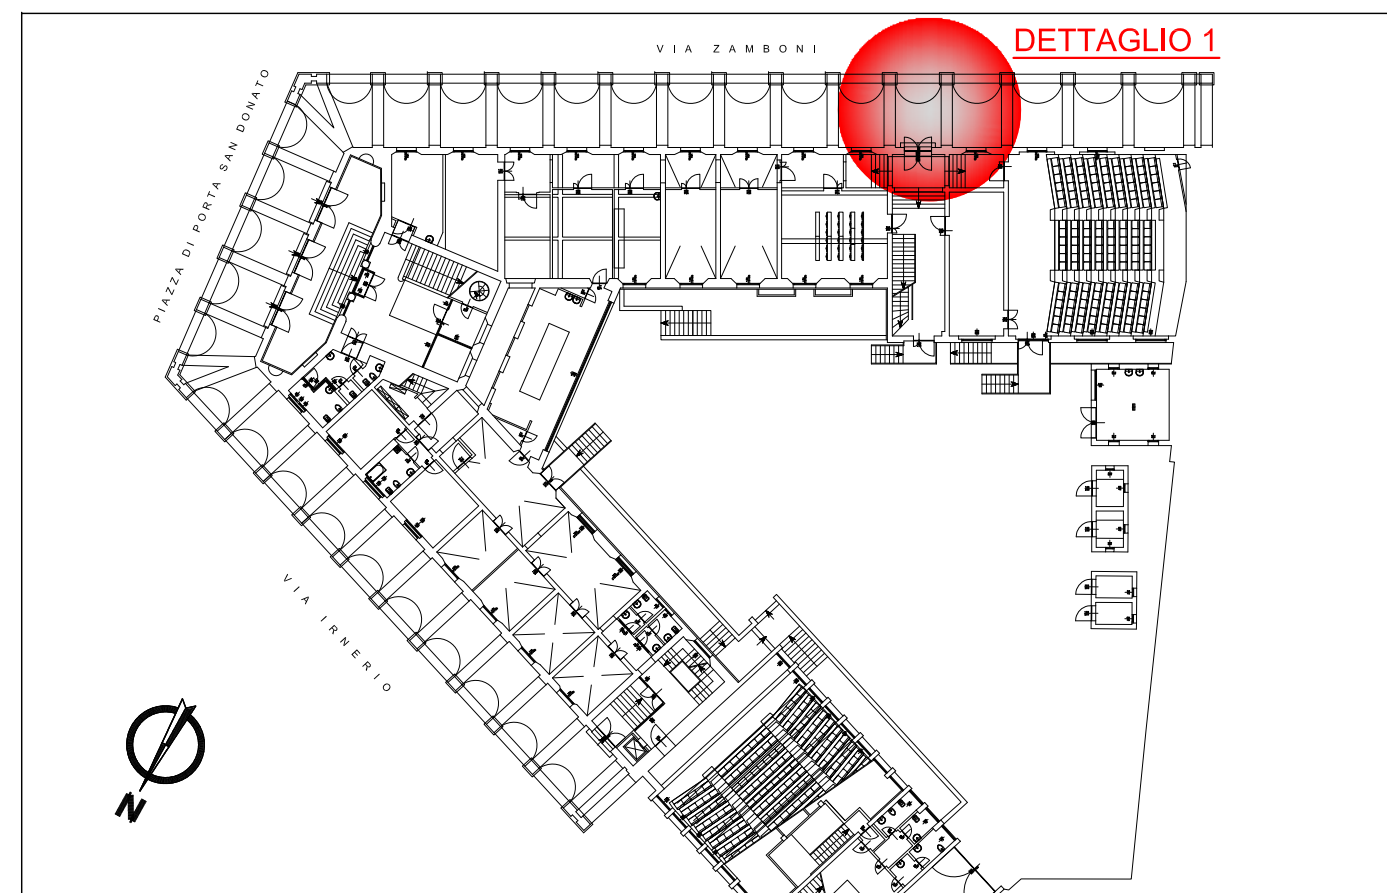 VIA ZAMBONI
DETTAGLIO 1
PIAZZA DI PORTA SAN DONATO
VIA IRNERIO
N